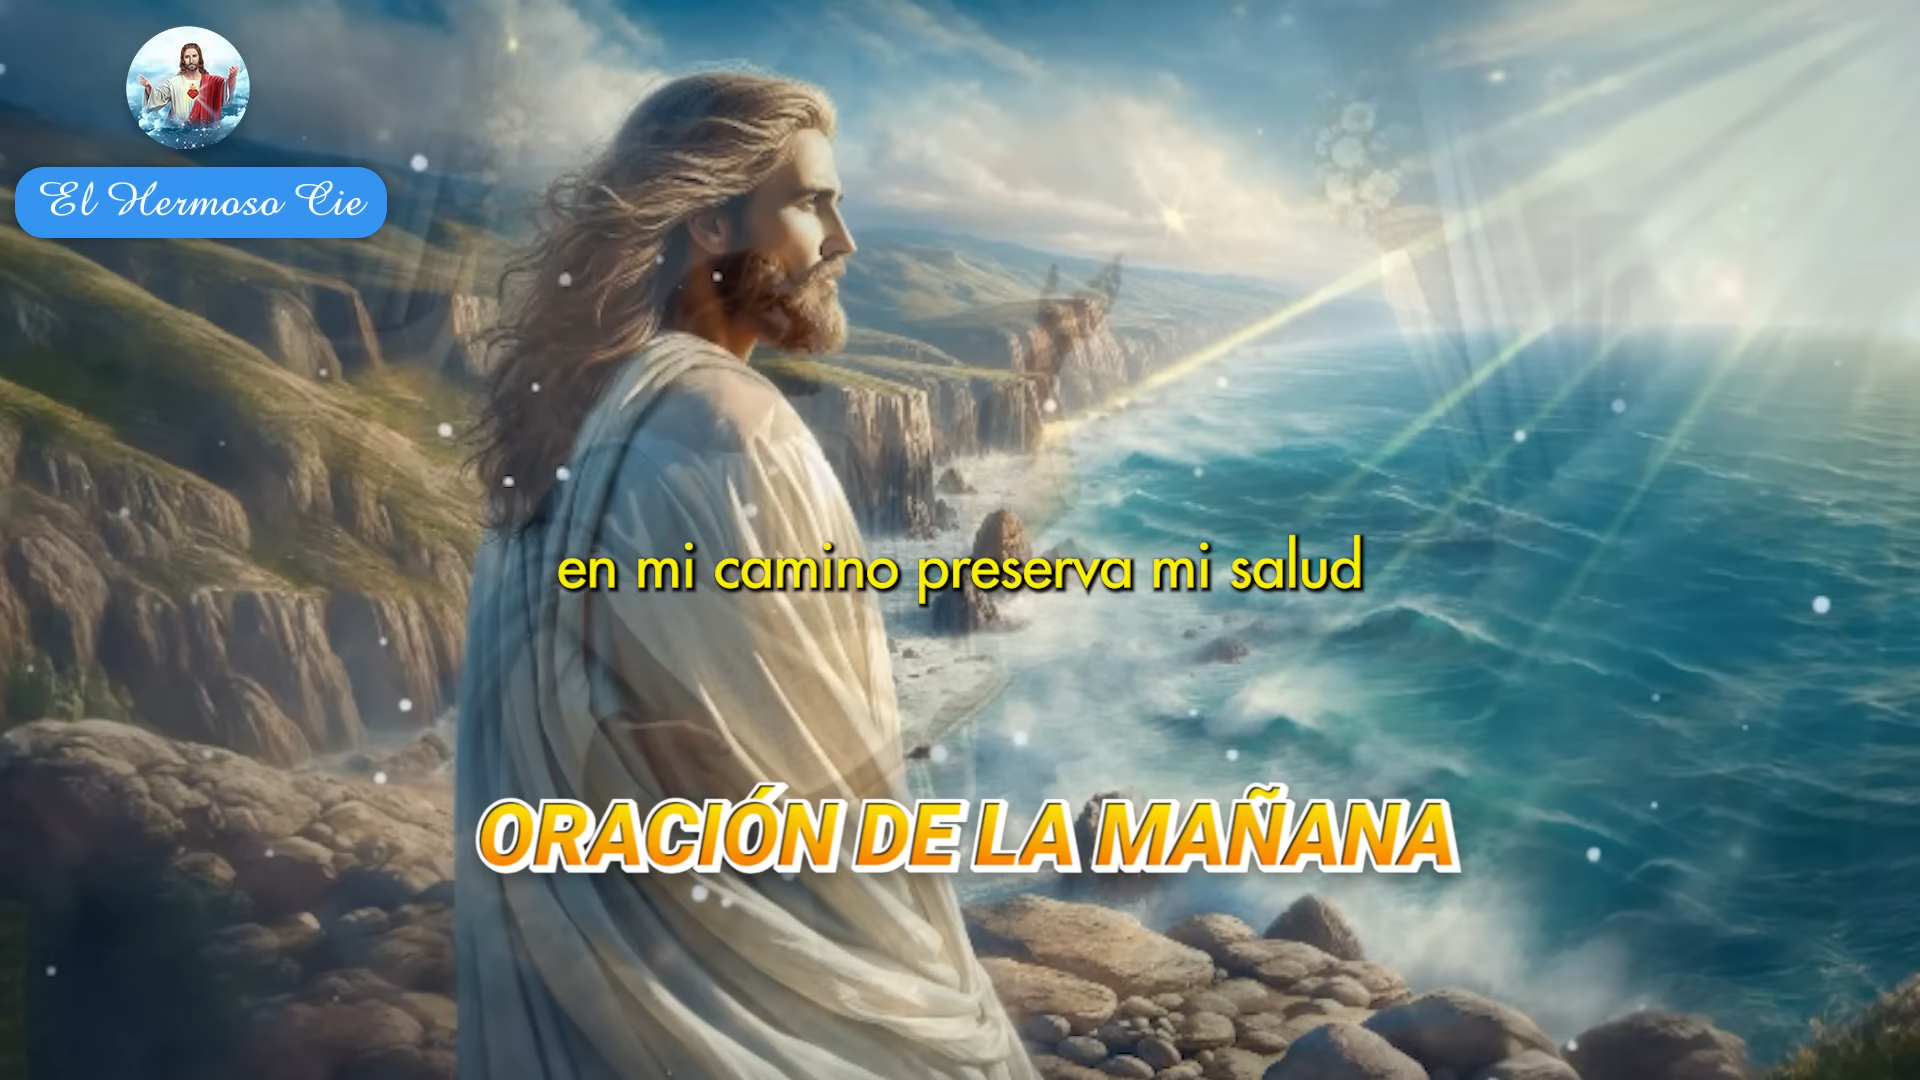 El Hermoso Cie
en mi camino preserva mi salud
ORACIÓN DE LA MAÑANA